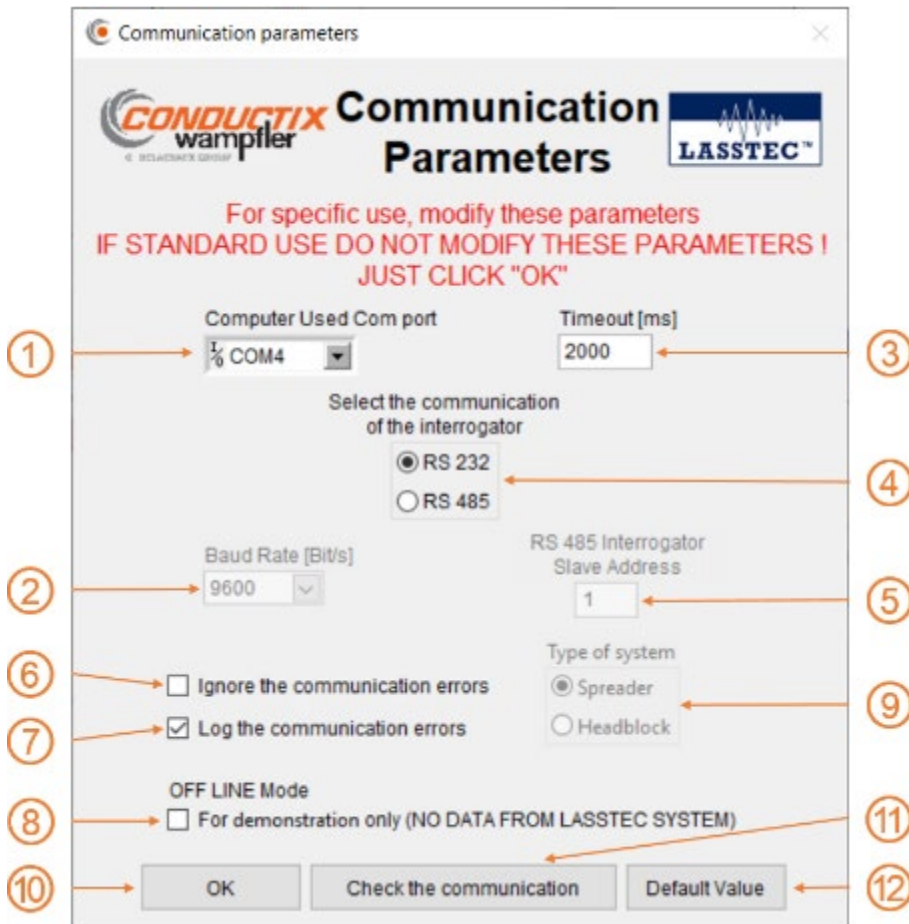 Communication parameters
CONDUCTIX
wampfler
Communication
Parameters
LASSTEC™
For specific use, modify these parameters
IF STANDARD USE DO NOT MODIFY THESE PARAMETERS !
JUST CLICK "OK"
Computer Used Com port
Timeout [ms]
1
I/0 COM4
2000
3
Select the communication
of the interrogator
RS 232
4
RS 485
Baud Rate [Bit/s]
RS 485 Interrogator
Slave Address
2
9600
1
5
Type of system
6
Ignore the communication errors
Spreader
9
7
Log the communication errors
Headblock
OFF LINE Mode
8
For demonstration only (NO DATA FROM LASSTEC SYSTEM)
11
10
OK
Check the communication
Default Value
12